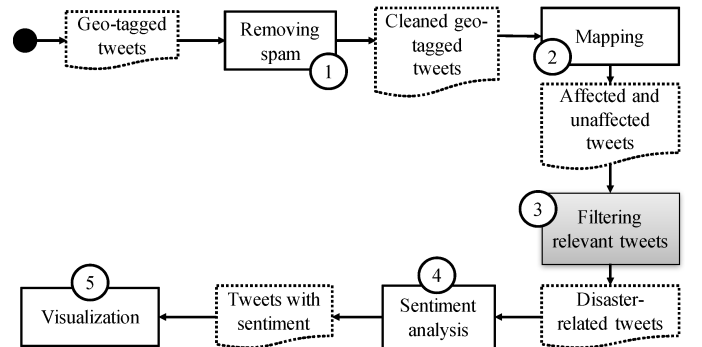 Geo-tagged
tweets
Removing
spam
1
Cleaned geo-
tagged
tweets
Mapping
2
Affected and
unaffected
tweets
3
Filtering
relevant tweets
Disaster-
related tweets
4
Sentiment
analysis
Tweets with
sentiment
5
Visualization